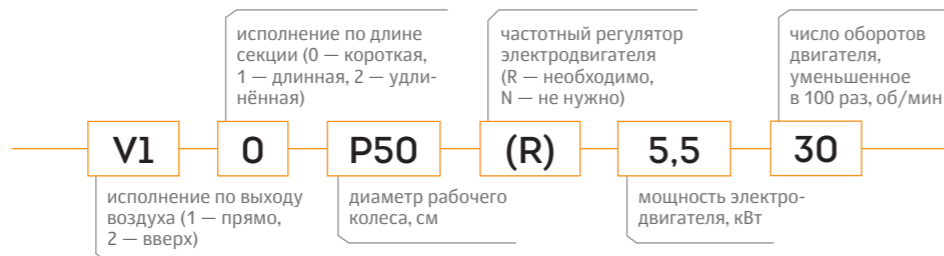 исполнение по длине
секции (0 — короткая,
1 — длинная, 2 — удли-
нённая)
частотный регулятор
электродвигателя
(R — необходимо,
N — не нужно)
число оборотов
двигателя,
уменьшенное
в 100 раз, об/мин
V1 0 P50 (R) 5,5 30
исполнение по выходу
воздуха (1 — прямо,
2 — вверх)
диаметр рабочего
колеса, см
мощность электро-
двигателя, кВт